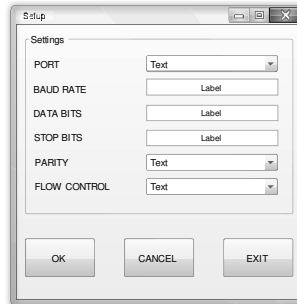 Setup
Settings
PORT Text
BAUD RATE Label
DATA BITS Label
STOP BITS Label
PARITY Text
FLOW CONTROL Text
OK CANCEL EXIT